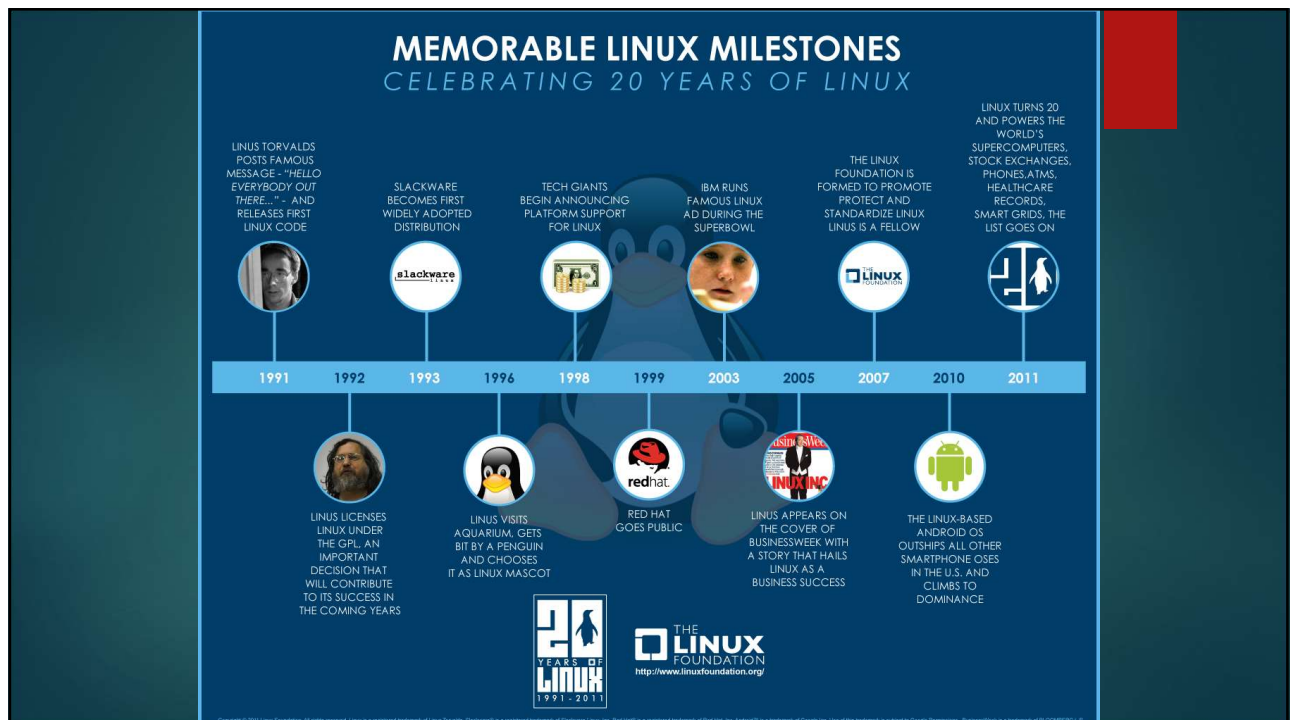 MEMORABLE LINUX MILESTONES
CELEBRATING 20 YEARS OF LINUX
LINUS TORVALDS
POSTS FAMOUS
MESSAGE - "HELLO
EVERYBODY OUT
THERE..." - AND
RELEASES FIRST
LINUX CODE
SLACKWARE
BECOMES FIRST
WIDELY ADOPTED
DISTRIBUTION
slackware
linux
TECH GIANTS
BEGIN ANNOUNCING
PLATFORM SUPPORT
FOR LINUX
IBM RUNS
FAMOUS LINUX
AD DURING THE
SUPERBOWL
THE LINUX
FOUNDATION IS
FORMED TO PROMOTE
PROTECT AND
STANDARDIZE LINUX
LINUS IS A FELLOW
THE
LINUX
FOUNDATION
LINUX TURNS 20
AND POWERS THE
WORLD'S
SUPERCOMPUTERS,
STOCK EXCHANGES,
PHONES,ATMS,
HEALTHCARE
RECORDS,
SMART GRIDS, THE
LIST GOES ON
1991 1992 1993 1996 1998 1999 2003 2005 2007 2010 2011
LINUS LICENSES
LINUX UNDER
THE GPL, AN
IMPORTANT
DECISION THAT
WILL CONTRIBUTE
TO ITS SUCCESS IN
THE COMING YEARS
LINUS VISITS
AQUARIUM, GETS
BIT BY A PENGUIN
AND CHOOSES
IT AS LINUX MASCOT
redhat.
RED HAT
GOES PUBLIC
LINUX INC
LINUS APPEARS ON
THE COVER OF
BUSINESSWEEK WITH
A STORY THAT HAILS
LINUX AS A
BUSINESS SUCCESS
THE LINUX-BASED
ANDROID OS
OUTSHIPS ALL OTHER
SMARTPHONE OSES
IN THE U.S. AND
CLIMBS TO
DOMINANCE
20
YEARS OF
LINUX
1991-2011
THE
LINUX
FOUNDATION
http://www.linuxfoundation.org/